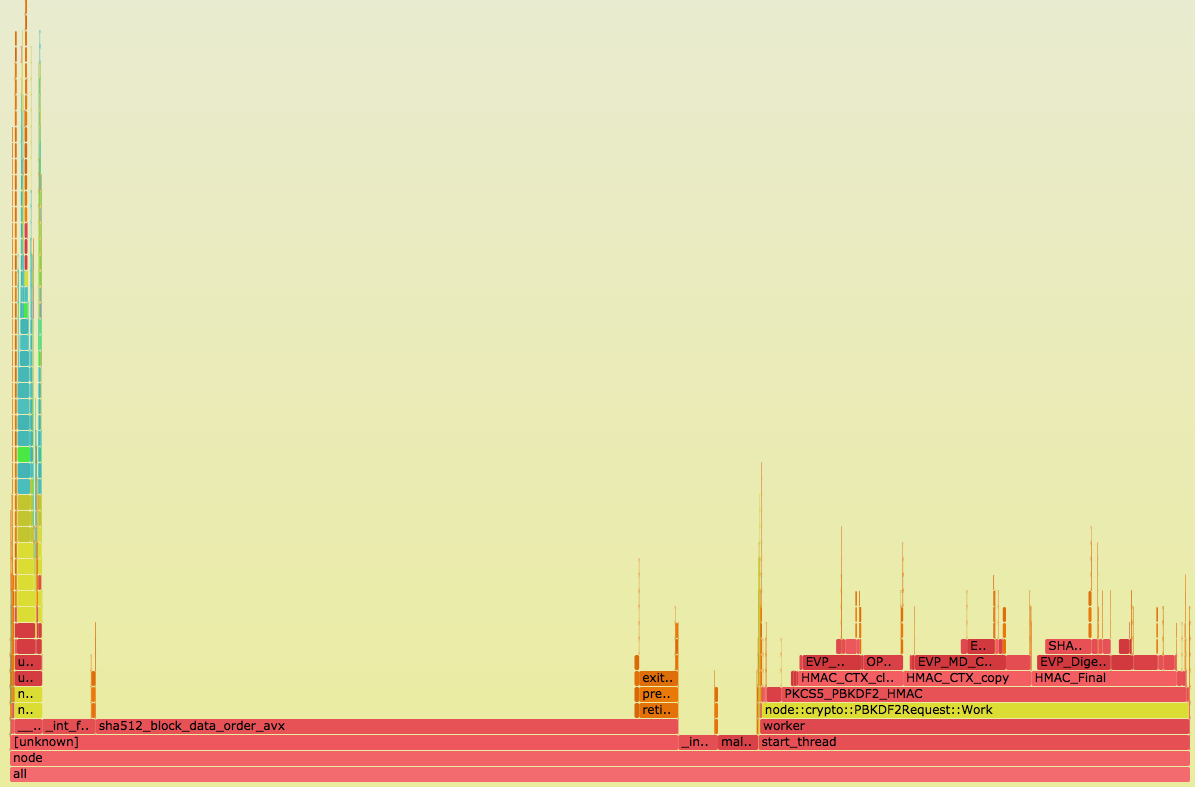 E.. SHA..
u.. EVP_.. OP.. EVP_MD_C.. EVP_Dige..
u.. exit.. HMAC_CTX_cl.. HMAC_CTX_copy HMAC_Final
n.. pre.. PKCS5_PBKDF2_HMAC
n.. reti.. node::crypto::PBKDF2Request::Work
__.. _int_f.. sha512_block_data_order_avx worker
[unknown] _in.. mal.. start_thread
node
all